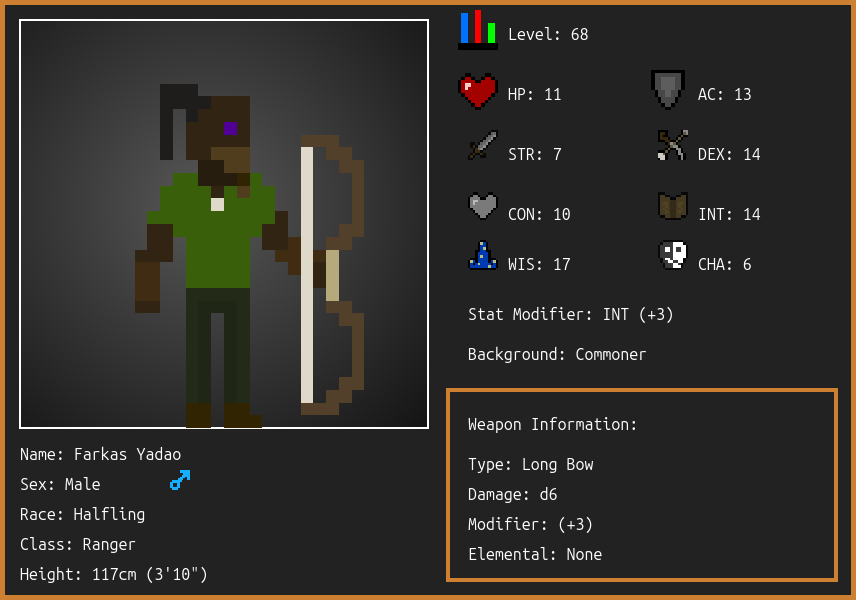 Level: 68
HP: 11
AC: 13
STR: 7
DEX: 14
CON: 10
INT: 14
WIS: 17
CHA: 6
Stat Modifier: INT (+3)
Background: Commoner
Weapon Information:
Type: Long Bow
Damage: d6
Modifier: (+3)
Elemental: None
Name: Farkas Yadao
Sex: Male
Race: Halfling
Class: Ranger
Height: 117cm (3'10")